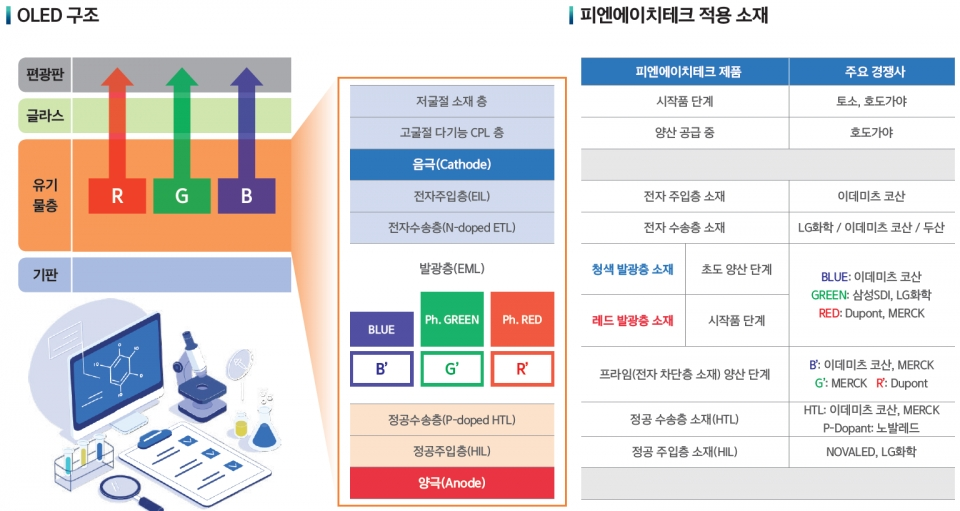 OLED 구조
편광판
글라스
유기
물층
기판
R
G
B
저굴절 소재 층
고굴절 다기능 CPL 층
음극(Cathode)
전자주입층(EIL)
전자수송층(N-doped ETL)
발광층(EML)
BLUE
Ph. GREEN
Ph. RED
B'
G'
R'
정공수송층(P-doped HTL)
정공주입층(HIL)
양극(Anode)
피엔에이치테크 적용 소재
피엔에이치테크 제품
주요 경쟁사
시작품 단계
토소, 호도가야
양산 공급 중
호도가야
전자 주입층 소재
이데미츠 코산
전자 수송층 소재
LG화학 / 이데미츠 코산 / 두산
청색 발광층 소재
초도 양산 단계
레드 발광층 소재
시작품 단계
BLUE: 이데미츠 코산
GREEN: 삼성SDI, LG화학
RED: Dupont, MERCK
프라임(전자 차단층 소재) 양산 단계
B': 이데미츠 코산, MERCK
G': MERCK R': Dupont
정공 수송층 소재(HTL)
HTL: 이데미츠 코산, MERCK
P-Dopant: 노발레드
정공 주입층 소재(HIL)
NOVALED, LG화학